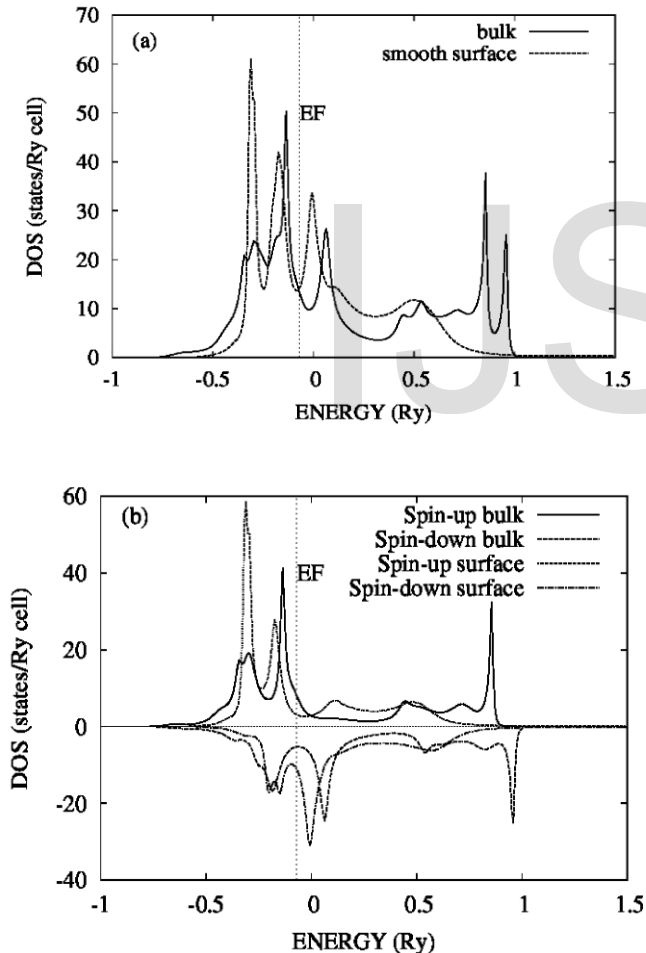 (a)
bulk
smooth surface
EF
DOS (states/Ry cell)
70
60
50
40
30
20
10
0
-1
-0.5
0
0.5
1
1.5
ENERGY (Ry)
IJS
(b)
Spin-up bulk
Spin-down bulk
Spin-up surface
Spin-down surface
EF
DOS (states/Ry cell)
60
40
20
0
-20
-40
-1
-0.5
0
0.5
1
1.5
ENERGY (Ry)